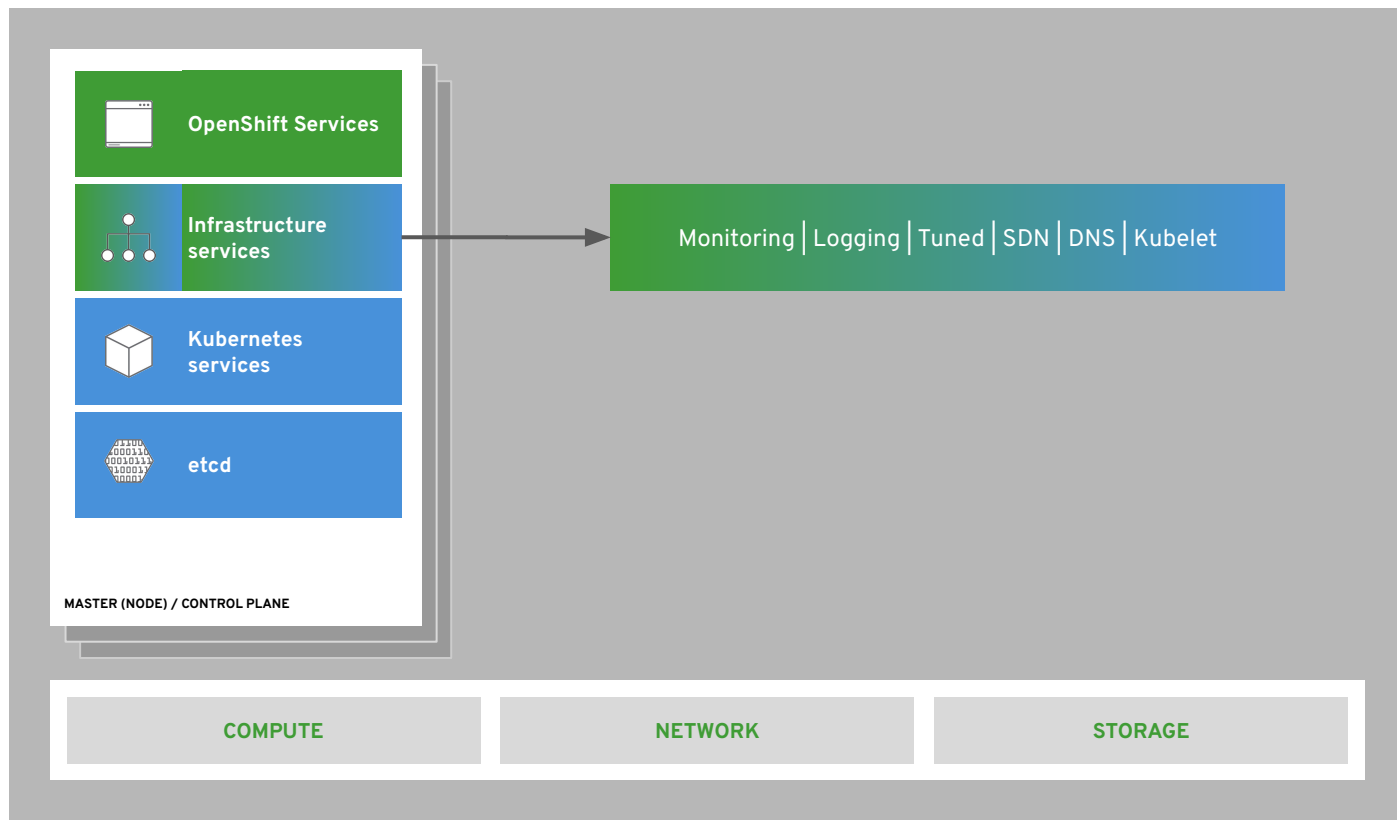 OpenShift Services
Infrastructure
services
Monitoring | Logging | Tuned | SDN | DNS | Kubelet
Kubernetes
services
etcd
MASTER (NODE) / CONTROL PLANE
COMPUTE
NETWORK
STORAGE